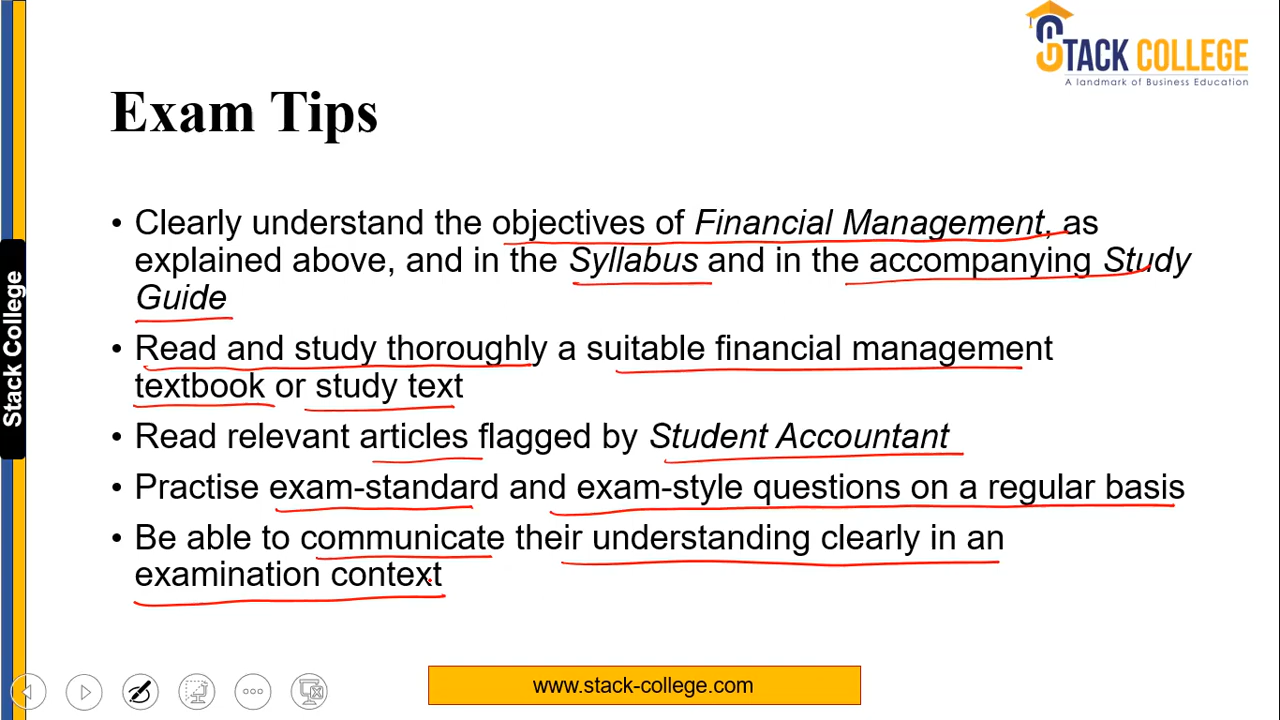 STACK COLLEGE
A landmark of Business Education
Exam Tips
• Clearly understand the objectives of Financial Management, as
explained above, and in the Syllabus and in the accompanying Study
Guide
• Read and study thoroughly a suitable financial management
textbook or study text
• Read relevant articles flagged by Student Accountant
• Practise exam-standard and exam-style questions on a regular basis
• Be able to communicate their understanding clearly in an
examination context
Stack College
www.stack-college.com